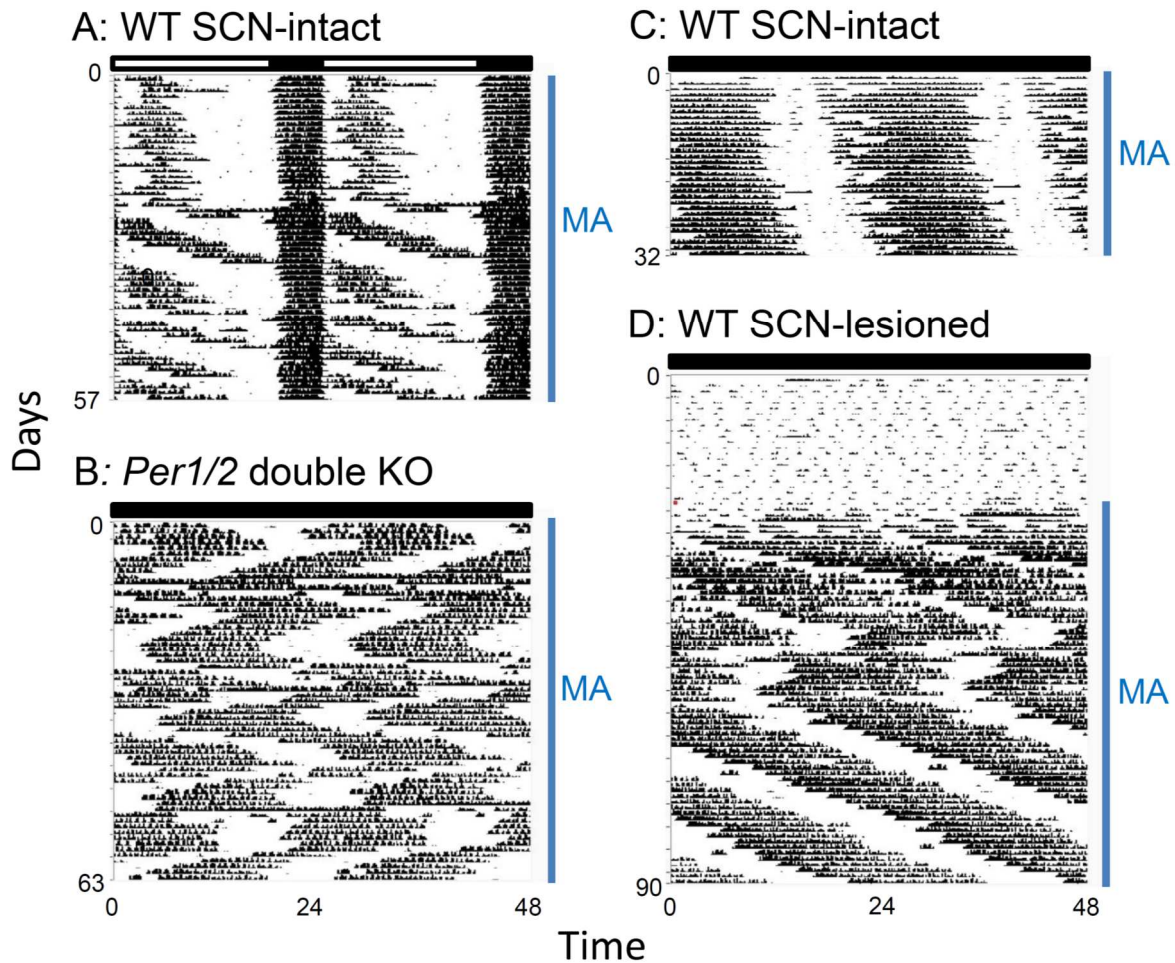 A: WT SCN-intact
0
57
MA
B: Per1/2 double KO
0
63
MA
0 24 48
C: WT SCN-intact
0
32
MA
D: WT SCN-lesioned
0
90
MA
0 24 48
Days
Time